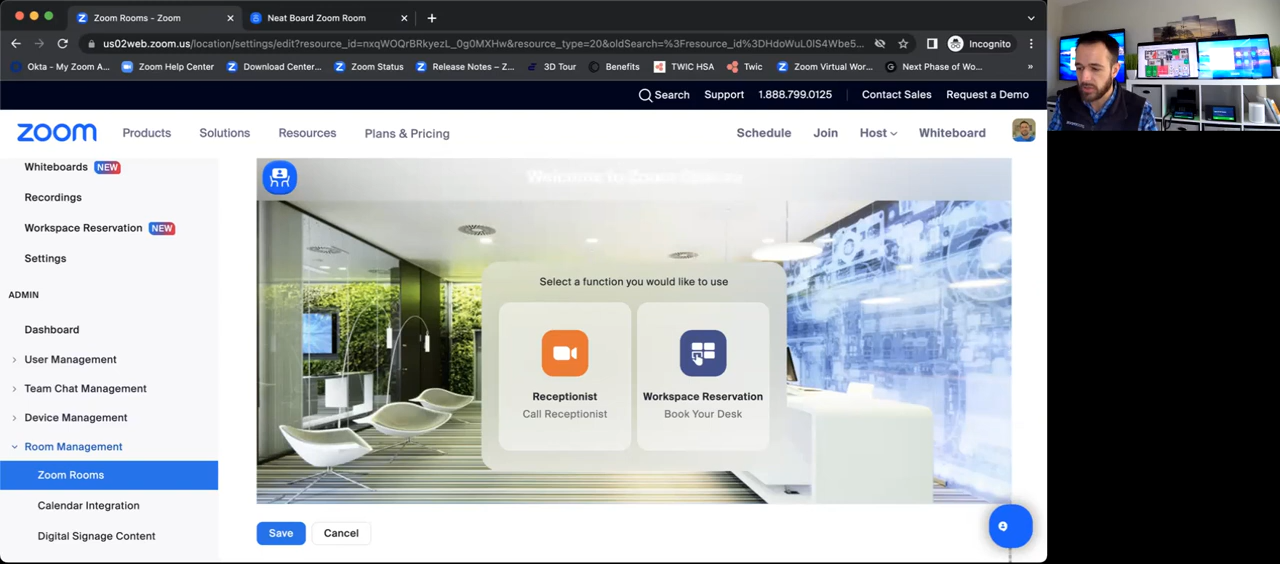 Zoom Rooms - Zoom
Neat Board Zoom Room
us02web.zoom.us/location/settings/edit?resource_id=nxqWOQrBRkyezL_0g0MXHw&resource_type=20&oldSearch=%3Fresource_id%3DHdoWuL0IS4Wbe5...
Incognito
Okta - My Zoom A...
Zoom Help Center
Download Center...
Zoom Status
3D Tour
Benefits
TWIC HSA
Twic
Zoom Virtual Wor...
Next Phase of Wo...
Search
Support
1.888.799.0125
Contact Sales
Request a Demo
zoom
Products
Solutions
Resources
Plans & Pricing
Schedule
Join
Host
Whiteboard
Whiteboards NEW
Recordings
Workspace Reservation NEW
Settings
ADMIN
Dashboard
User Management
Team Chat Management
Device Management
Room Management
Zoom Rooms
Calendar Integration
Digital Signage Content
Select a function you would like to use
Receptionist
Call Receptionist
Workspace Reservation
Book Your Desk
Save
Cancel